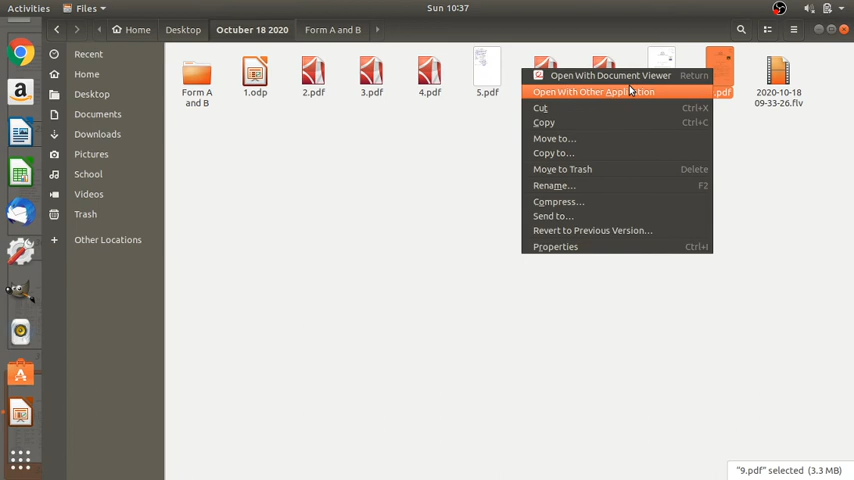 Activities Files Sun 10:37
Home Desktop Octuber 18 2020 Form A and B
Recent
Home
Desktop
Documents
Downloads
Pictures
School
Videos
Trash
Other Locations
Form A
and B
1.odp
2.pdf
3.pdf
4.pdf
5.pdf
.pdf
2020-10-18
09-33-26.flv
Open With Document Viewer Return
Open With Other Application
Cut Ctrl+X
Copy Ctrl+C
Move to...
Copy to...
Move to Trash Delete
Rename... F2
Compress...
Send to...
Revert to Previous Version...
Properties Ctrl+I
"9.pdf" selected (3.3 MB)